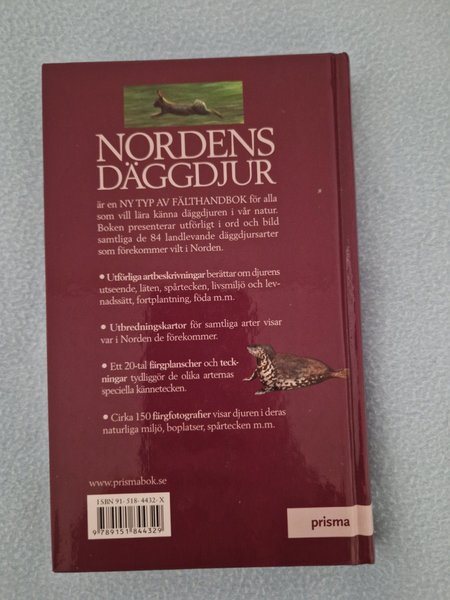 NORDENS
DÄGGDJUR
är en NY TYP AV FÄLTHANDBOK för alla
som vill lära känna däggdjuren i vår natur.
Boken presenterar utförligt i ord och bild
samtliga de 84 landlevande däggdjursarter
som förekommer vilt i Norden.
• Utförliga artbeskrivningar berättar om djurens
utseende, läten, spårtecken, livsmiljö och lev-
nadssätt, fortplantning, föda m.m.
• Utbredningskartor för samtliga arter visar
var i Norden de förekommer.
• Ett 20-tal färgplanscher och teck-
ningar tydliggör de olika arternas
speciella kännetecken.
• Cirka 150 färgfotografier visar djuren i deras
naturliga miljö, boplatser, spårtecken m.m.
www.prismabok.se
ISBN 91-518-4432-X
9 789151 844329
prisma